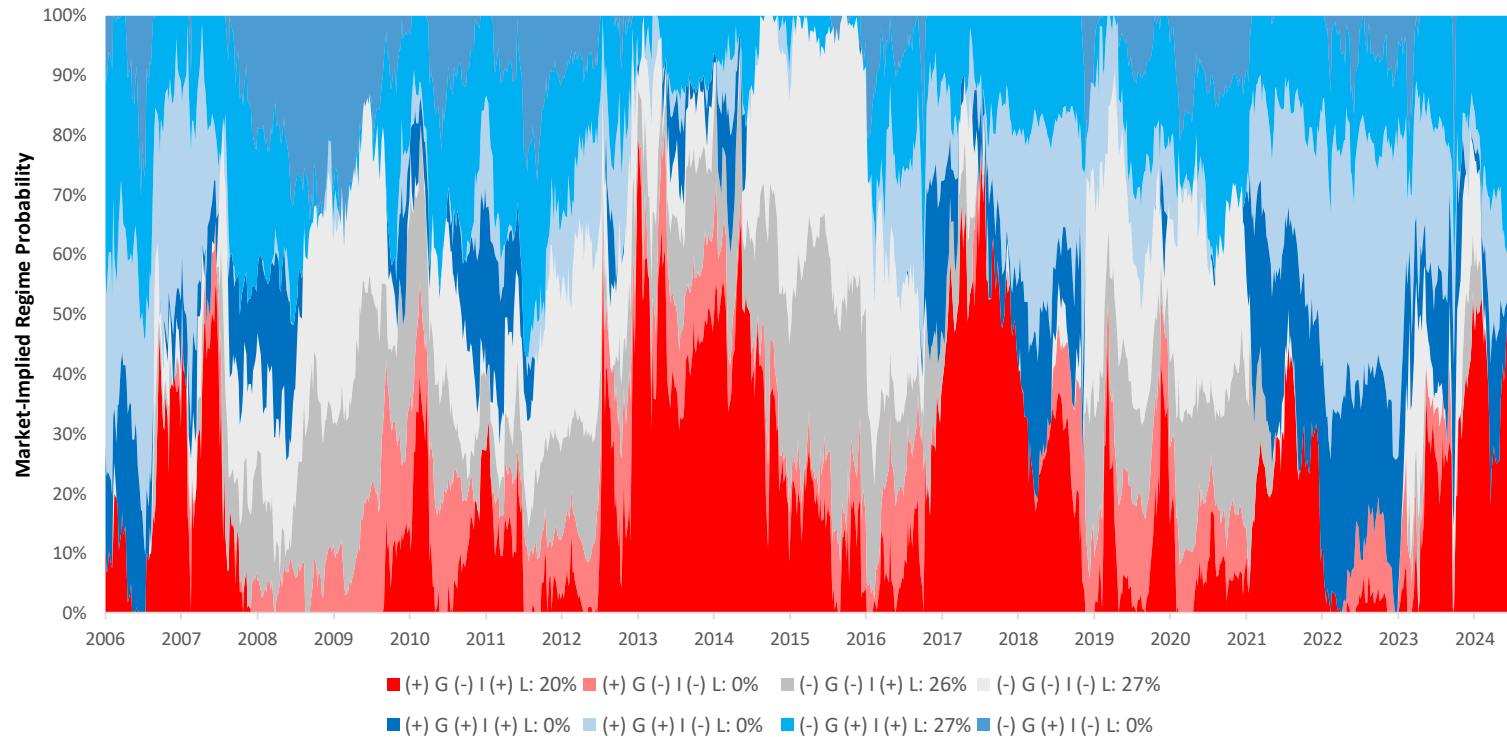 100%
90%
80%
70%
60%
50%
40%
30%
20%
10%
0%
Market-Implied Regime Probability
2006 2007 2008 2009 2010 2011 2012 2013 2014 2015 2016 2017 2018 2019 2020 2021 2022 2023 2024
(+) G (-) I (+) L: 20% (+) G (-) I (-) L: 0% (-) G (-) I (+) L: 26% (-) G (-) I (-) L: 27%
(+) G (+) I (+) L: 0% (+) G (+) I (-) L: 0% (-) G (+) I (+) L: 27% (-) G (+) I (-) L: 0%